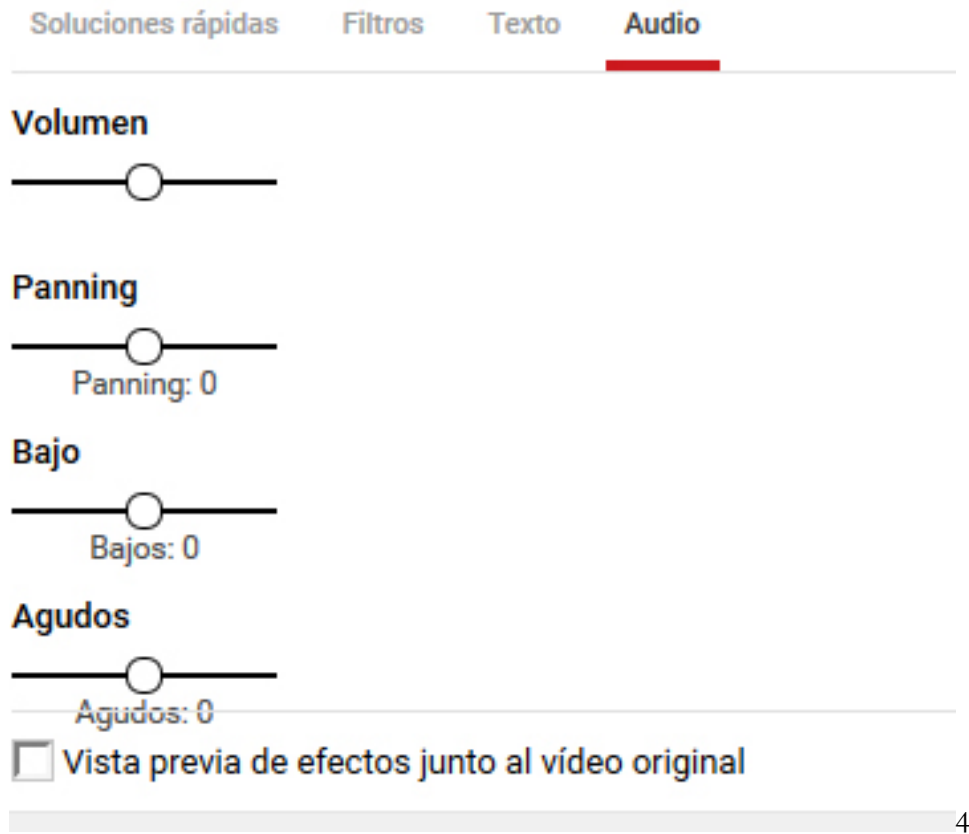 Soluciones rápidas Filtros Texto Audio
Volumen
Panning
Panning: 0
Bajo
Bajos: 0
Agudos
Agudos: 0
Vista previa de efectos junto al vídeo original
4